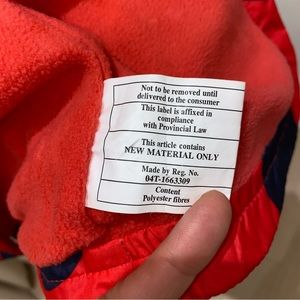 Not to be removed until
delivered to the consumer
This label is affixed in
compliance
with Provincial Law
This article contains
NEW MATERIAL ONLY
Made by Reg. No.
04T-1663309
Content
Polyester fibres